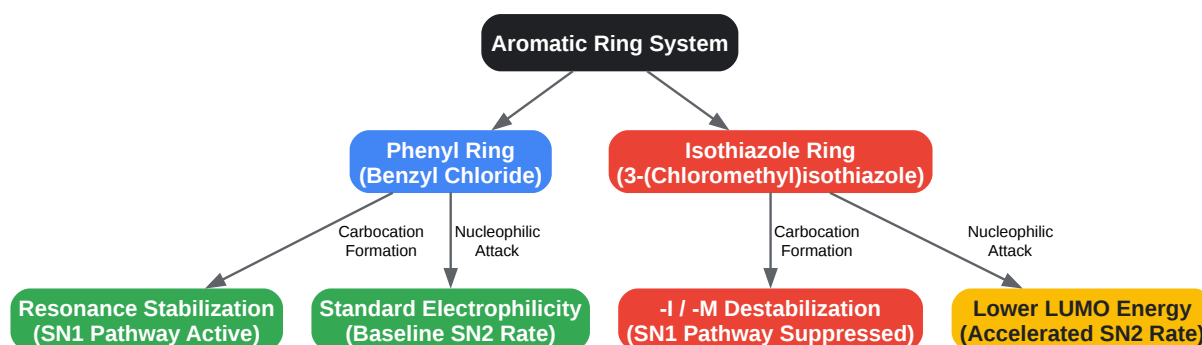 Aromatic Ring System
Phenyl Ring
(Benzyl Chloride)
Isothiazole Ring
(3-(Chloromethyl)isothiazole)
Carbocation
Formation
Nucleophilic
Attack
Carbocation
Formation
Nucleophilic
Attack
Resonance Stabilization
(SN1 Pathway Active)
Standard Electrophilicity
(Baseline SN2 Rate)
-I / -M Destabilization
(SN1 Pathway Suppressed)
Lower LUMO Energy
(Accelerated SN2 Rate)